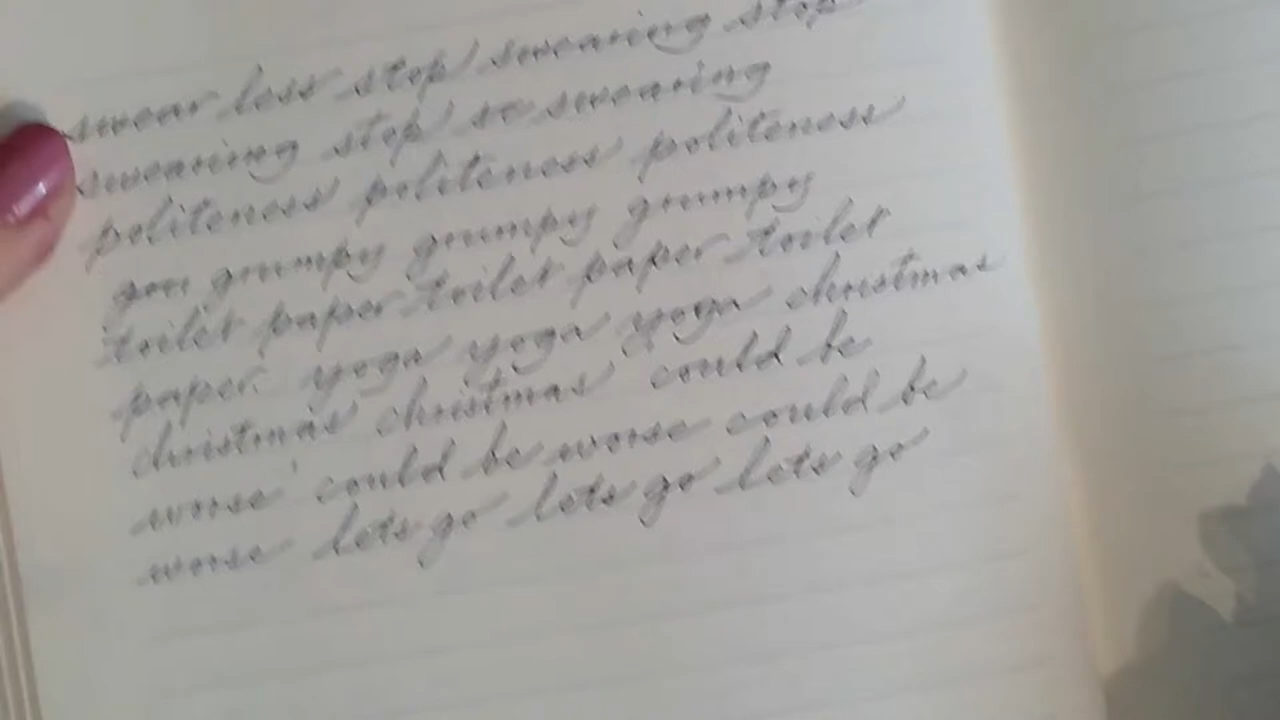 swear less stop swearing stop
swearing stop se swearing
politeness politeness politeness
grumpy grumpy grumpy
toilet paper toilet paper toilet
paper. yoga yoga yoga christmas
christmas christmas could be
worse could be worse could be
worse lets go lets go lets go